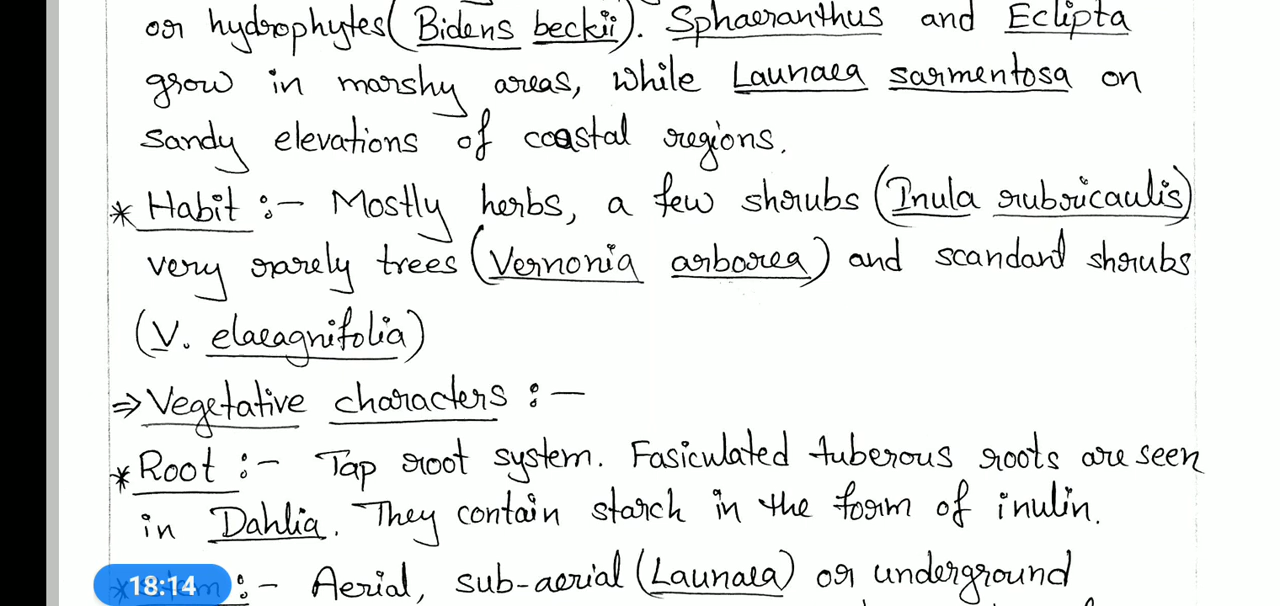 or hydrophytes (Bidens beckii). Sphaeranthus and Eclipta
grow in marshy areas, while Launaea sarmentosa on
sandy elevations of coastal regions.
* Habit :- Mostly herbs, a few shrubs (Inula rubricaulis)
very rarely trees (Vernonia arborea) and scandant shrubs
(V. elaeagnifolia)
⇒ Vegetative characters :-
* Root :- Tap root system. Fasiculated tuberous roots are seen
in Dahlia. They contain starch in the form of inulin.
18:14 :- Aerial, sub-aerial (Launaea) or underground